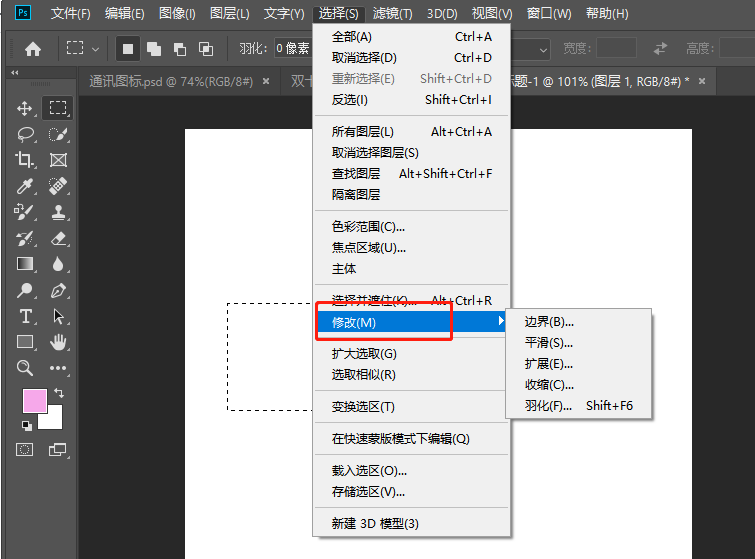 Ps 文件(F) 编辑(E) 图像(I) 图层(L) 文字(Y) 选择(S) 滤镜(T) 3D(D) 视图(V) 窗口(W) 帮助(H)
羽化: 0 像素 宽度: 高度:
通讯图标.psd @ 74%(RGB/8#) × 双十 标题-1 @ 101% (图层 1, RGB/8#) * ×
全部(A) Ctrl+A
取消选择(D) Ctrl+D
重新选择(E) Shift+Ctrl+D
反选(I) Shift+Ctrl+I
所有图层(L) Alt+Ctrl+A
取消选择图层(S)
查找图层 Alt+Shift+Ctrl+F
隔离图层
色彩范围(C)...
焦点区域(U)...
主体
选择并遮住(K)... Alt+Ctrl+R
修改(M)
扩大选取(G)
选取相似(R)
变换选区(T)
在快速蒙版模式下编辑(Q)
载入选区(O)...
存储选区(V)...
新建 3D 模型(3)
边界(B)...
平滑(S)...
扩展(E)...
收缩(C)...
羽化(F)... Shift+F6